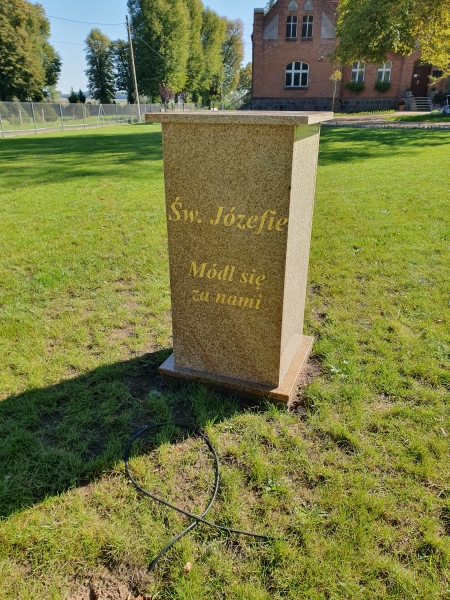 Św. Józefie
Módl się
za nami